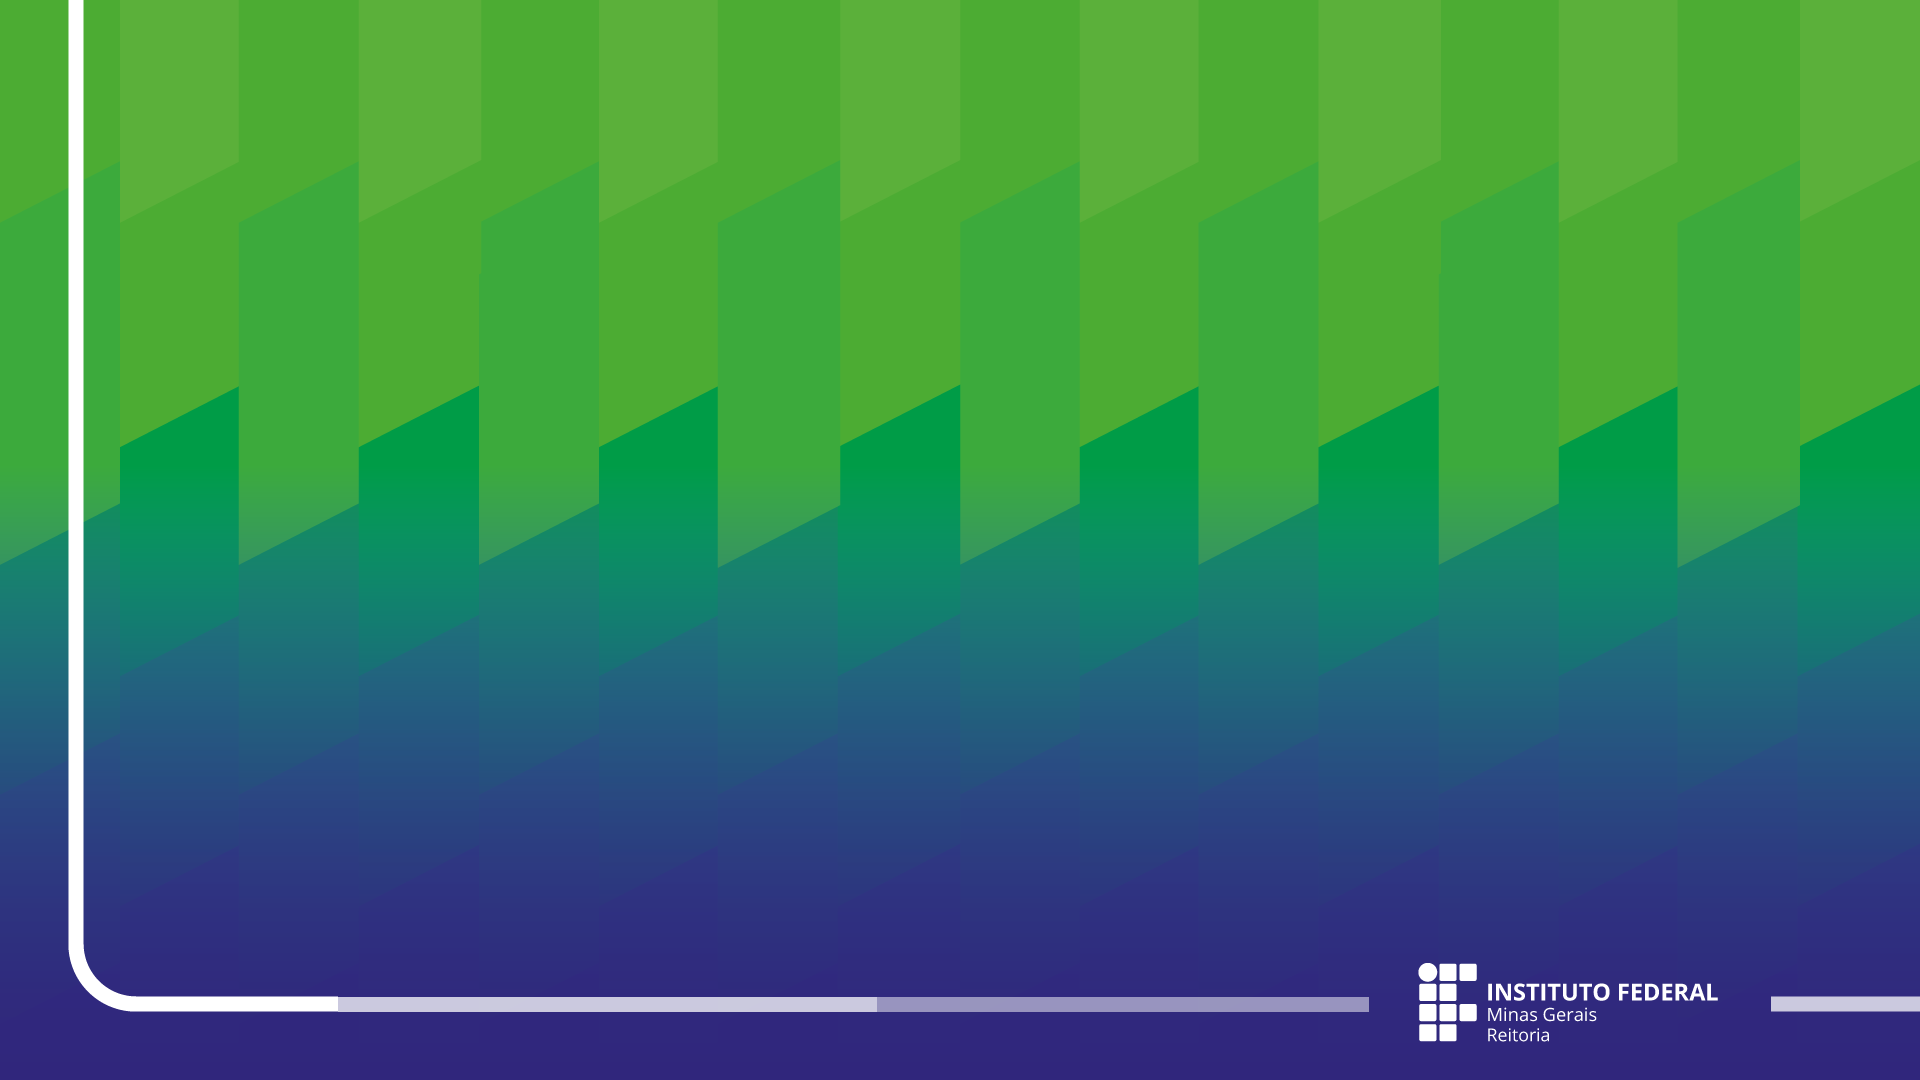 INSTITUTO FEDERAL
Minas Gerais
Reitoria